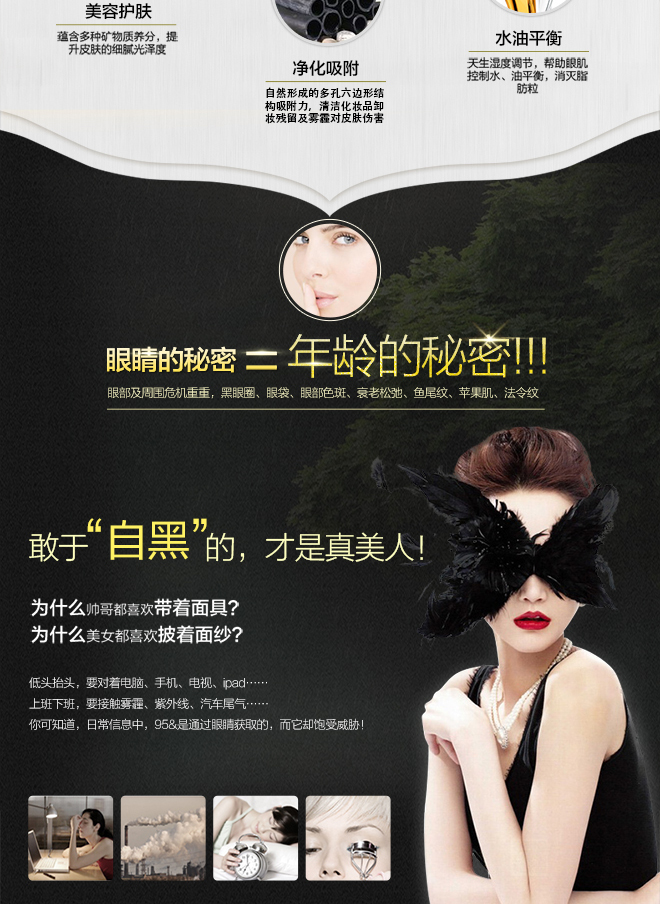 美容护肤
蕴含多种矿物质养分，提
升皮肤的细腻光泽度
净化吸附
自然形成的多孔六边形结
构吸附力，清洁化妆品卸
妆残留及雾霾对皮肤伤害
水油平衡
天生湿度调节，帮助眼肌
控制水、油平衡，消灭脂
肪粒
眼睛的秘密=年龄的秘密!!!
眼部及周围危机重重，黑眼圈、眼袋、眼部色斑、衰老松弛、鱼尾纹、苹果肌、法令纹
敢于“自黑”的，才是真美人！
为什么帅哥都喜欢带着面具？
为什么美女都喜欢披着面纱？
低头抬头，要对着电脑、手机、电视、ipad……
上班下班，要接触雾霾、紫外线、汽车尾气……
你可知道，日常信息中，95&是通过眼睛获取的，而它却饱受威胁！